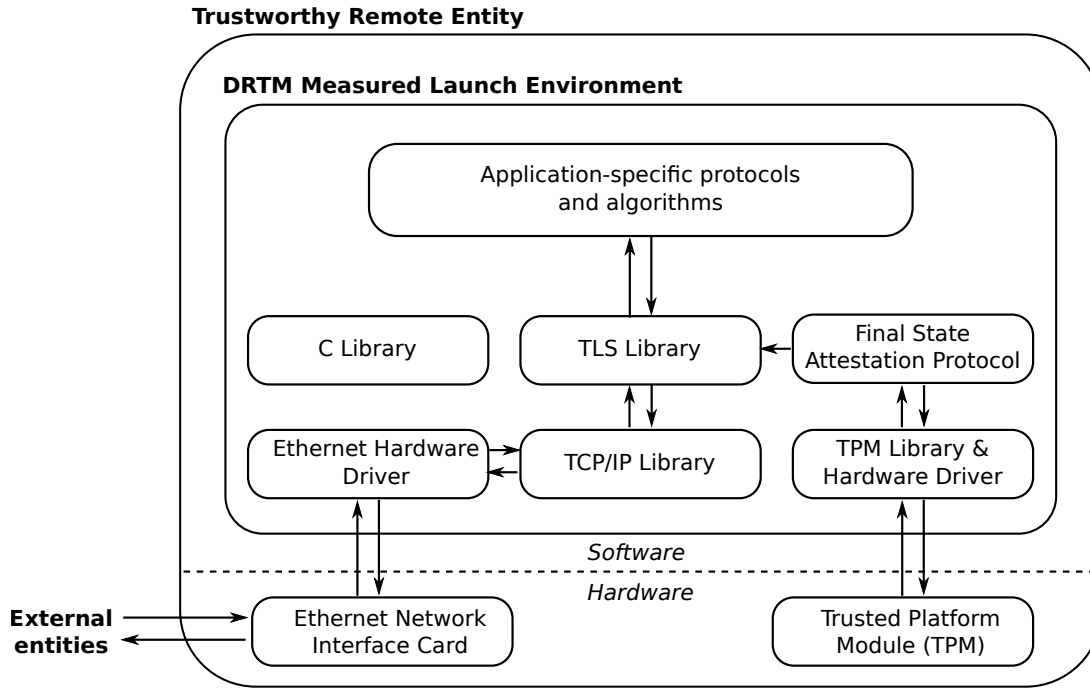 Trustworthy Remote Entity
DRTM Measured Launch Environment
Application-specific protocols
and algorithms
C Library
TLS Library
Final State
Attestation Protocol
Ethernet Hardware
Driver
TCP/IP Library
TPM Library &
Hardware Driver
Software
Hardware
External
entities
Ethernet Network
Interface Card
Trusted Platform
Module (TPM)